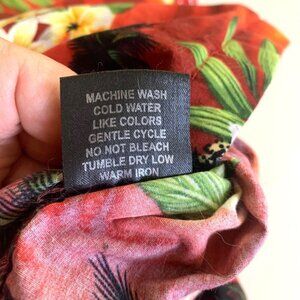 MACHINE WASH
COLD WATER
LIKE COLORS
GENTLE CYCLE
NO NOT BLEACH
TUMBLE DRY LOW
WARM IRON